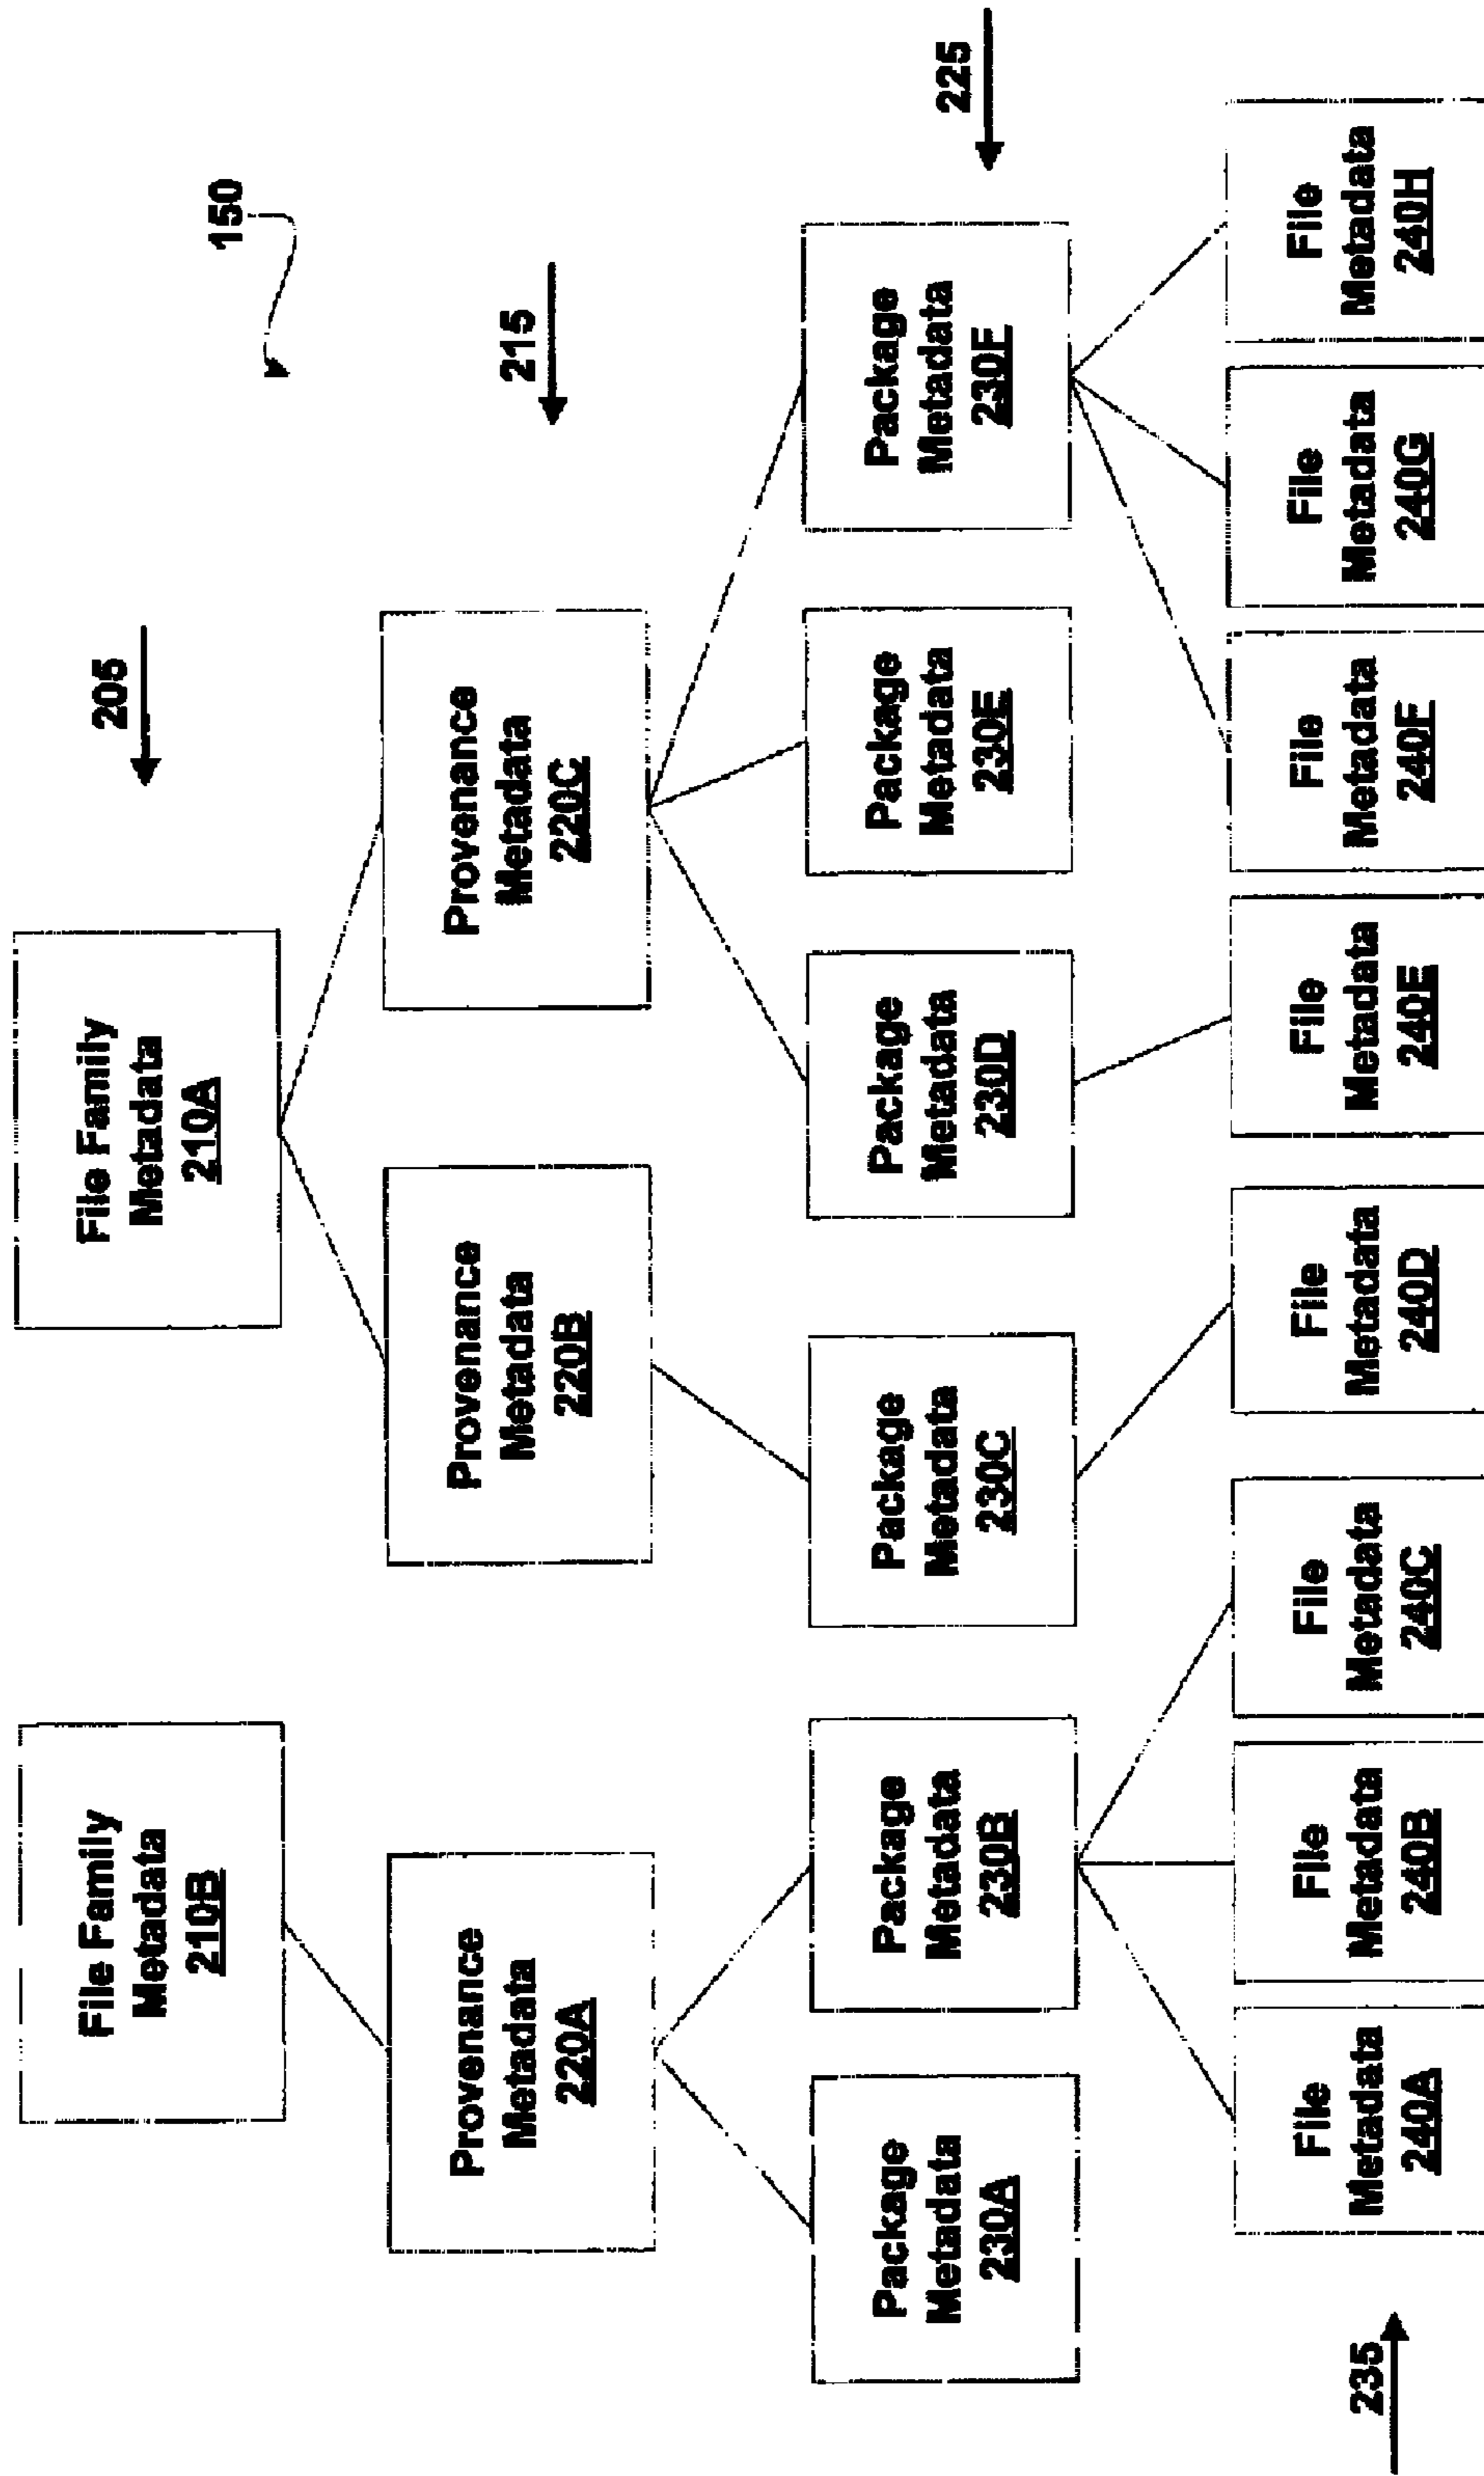 150
205
File Family
Metadata
210B
File Family
Metadata
210A
215
Provenance
Metadata
220A
Provenance
Metadata
220B
Provenance
Metadata
220C
225
Package
Metadata
230A
Package
Metadata
230B
Package
Metadata
230C
Package
Metadata
230D
Package
Metadata
230E
Package
Metadata
230F
235
File
Metadata
240A
File
Metadata
240B
File
Metadata
240C
File
Metadata
240D
File
Metadata
240E
File
Metadata
240F
File
Metadata
240G
File
Metadata
240H